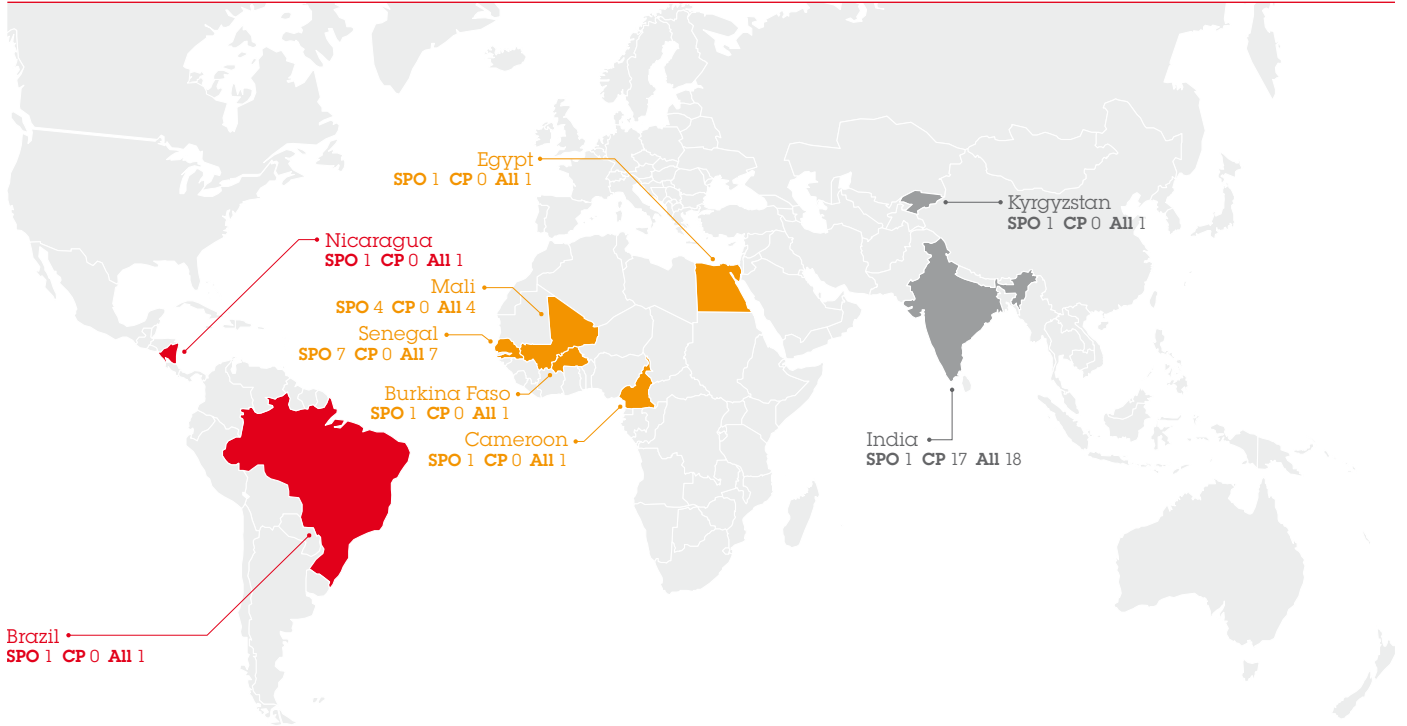 Egypt
SPO 1 CP 0 All 1
Kyrgyzstan
SPO 1 CP 0 All 1
Nicaragua
SPO 1 CP 0 All 1
Mali
SPO 4 CP 0 All 4
Senegal
SPO 7 CP 0 All 7
Burkina Faso
SPO 1 CP 0 All 1
Cameroon
SPO 1 CP 0 All 1
India
SPO 1 CP 17 All 18
Brazil
SPO 1 CP 0 All 1